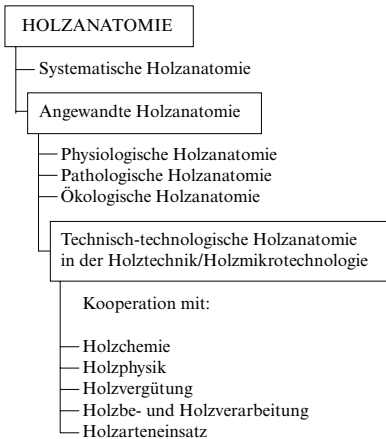 HOLZANATOMIE
Systematische Holzanatomie
Angewandte Holzanatomie
Physiologische Holzanatomie
Pathologische Holzanatomie
Ökologische Holzanatomie
Technisch-technologische Holzanatomie
in der Holztechnik/Holzmikrotechnologie
Kooperation mit:
Holzchemie
Holzphysik
Holzvergütung
Holzbe- und Holzverarbeitung
Holzarteneinsatz